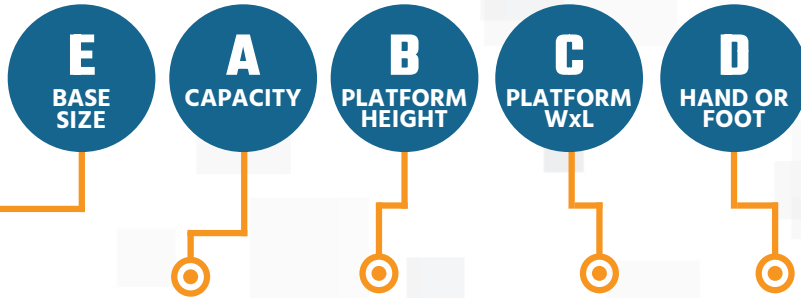 E
BASE
SIZE
A
CAPACITY
B
PLATFORM
HEIGHT
C
PLATFORM
WxL
D
HAND OR
FOOT